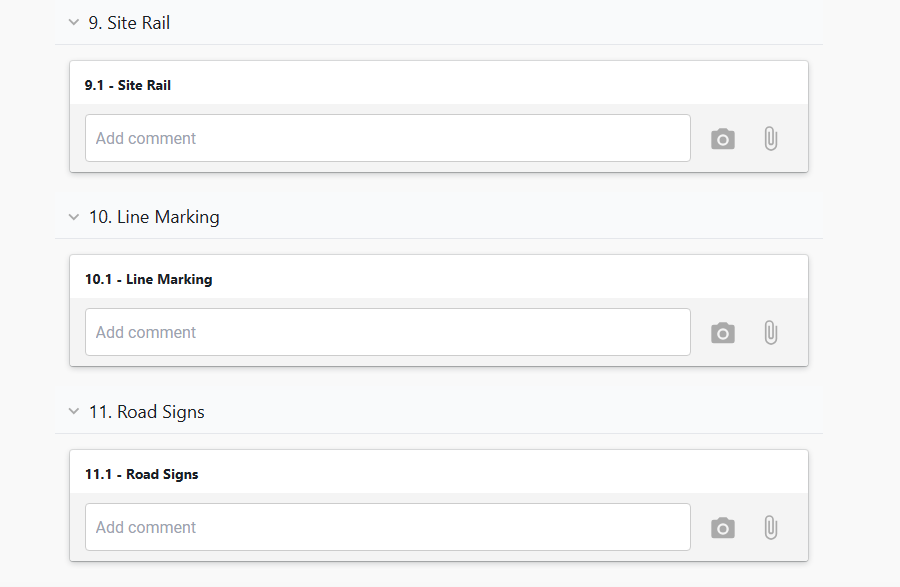 9. Site Rail
9.1 - Site Rail
Add comment
10. Line Marking
10.1 - Line Marking
Add comment
11. Road Signs
11.1 - Road Signs
Add comment